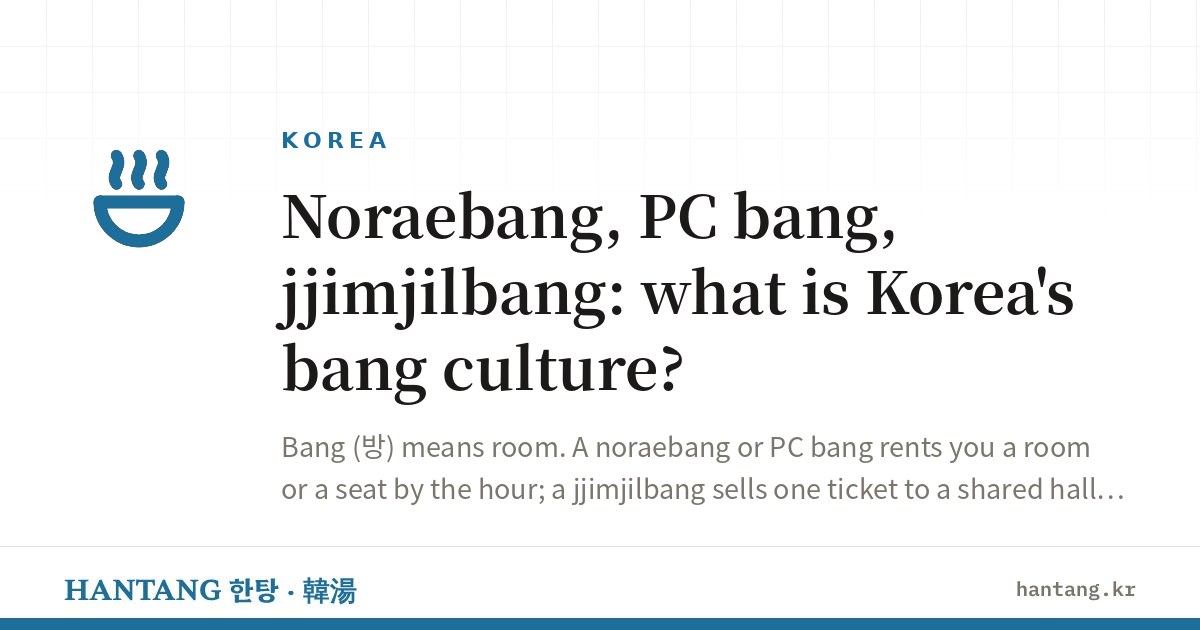 KOREA
Noraebang, PC bang,
jjimjilbang: what is Korea's
bang culture?
Bang (방) means room. A noraebang or PC bang rents you a room
or a seat by the hour; a jjimjilbang sells one ticket to a shared hall…
HANTANG 한탕 · 韓湯
hantang.kr